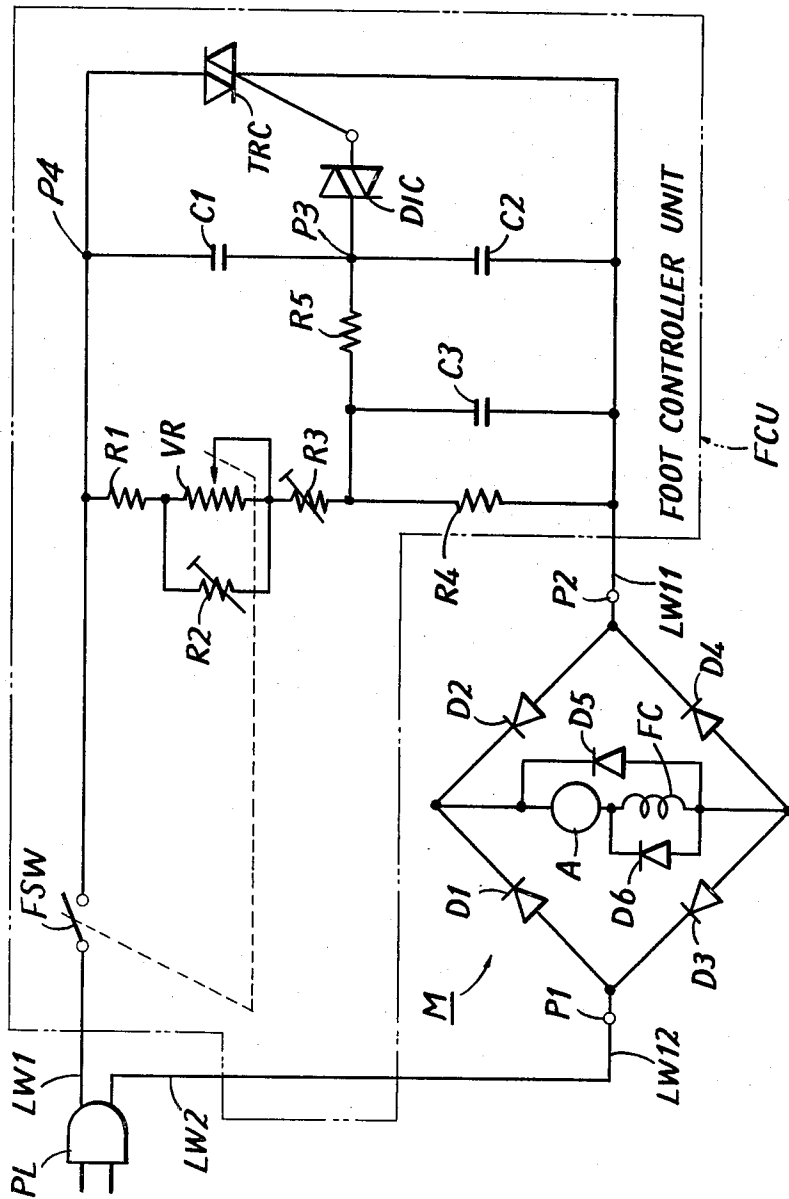 PL
LW1
LW2
FSW
P4
R1
VR
R2
R3
R4
C1
P3
R5
C3
C2
TRC
DIC
FOOT CONTROLLER UNIT
FCU
LW11
P2
D2
D4
D5
FC
A
D6
D1
D3
M
P1
LW12